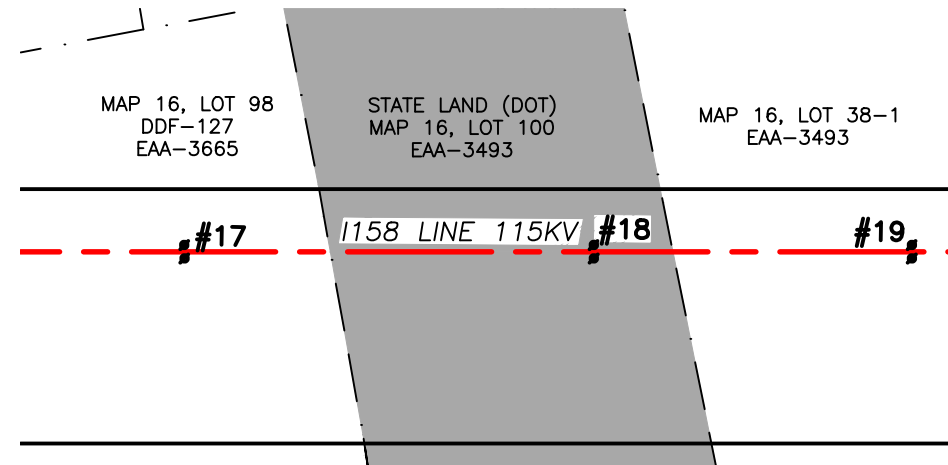 MAP 16, LOT 98
DDF-127
EAA-3665
STATE LAND (DOT)
MAP 16, LOT 100
EAA-3493
MAP 16, LOT 38-1
EAA-3493
#17
I158 LINE 115KV
#18
#19